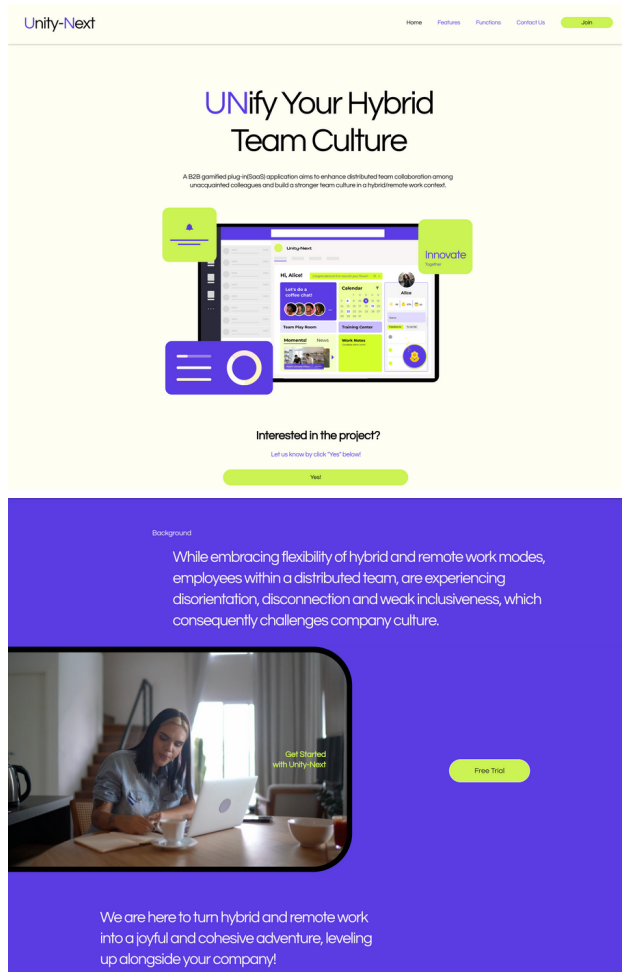 Unity-Next
Home Features Functions Contact Us Join
UNify Your Hybrid
Team Culture
A B2B gamified plug-in(SaaS) application aims to enhance distributed team collaboration among
unacquainted colleagues and build a stronger team culture in a hybrid/remote work context.
Unity-Next
Innovate
Together
Hi, Alice!
Let's do a
coffee chat!
Calendar
Alice
Team Play Room
Training Center
Moments!
News
Work Notes
Interested in the project?
Let us know by click "Yes" below!
Yes!
Background
While embracing flexibility of hybrid and remote work modes,
employees within a distributed team, are experiencing
disorientation, disconnection and weak inclusiveness, which
consequently challenges company culture.
Get Started
with Unity-Next
Free Trial
We are here to turn hybrid and remote work
into a joyful and cohesive adventure, leveling
up alongside your company!